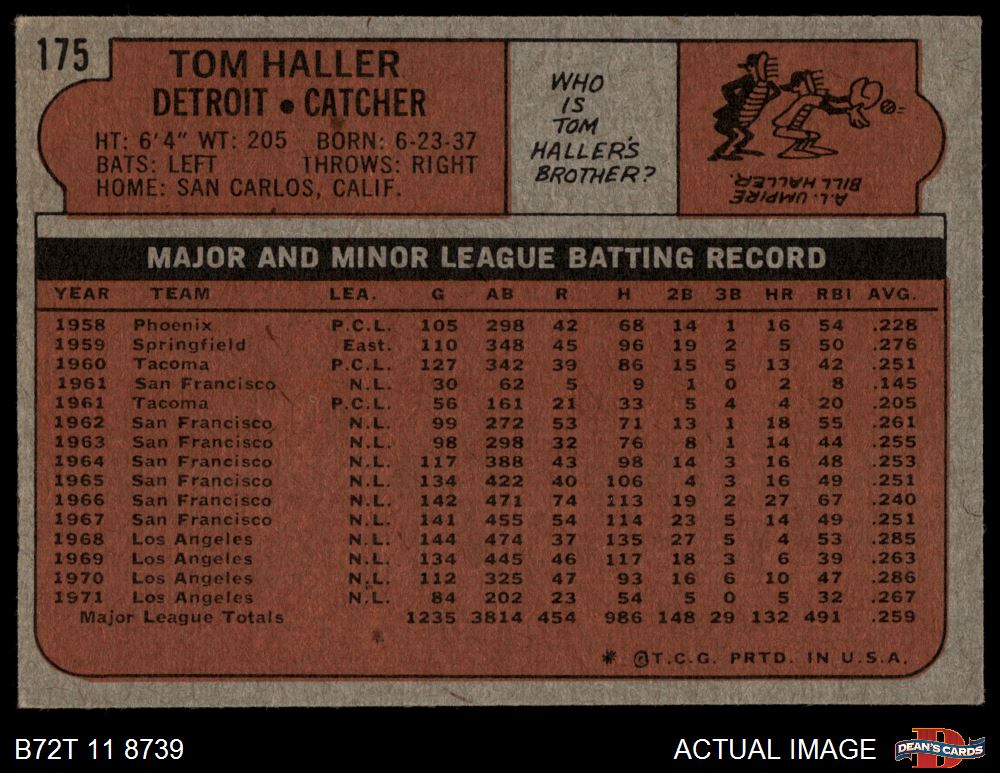 175
TOM HALLER
DETROIT • CATCHER
HT: 6'4" WT: 205 BORN: 6-23-37
BATS: LEFT THROWS: RIGHT
HOME: SAN CARLOS, CALIF.
WHO
IS
TOM
HALLER'S
BROTHER?
A.L. UMPIRE
BILL HALLER.
MAJOR AND MINOR LEAGUE BATTING RECORD
YEAR TEAM LEA. G AB R H 2B 3B HR RBI AVG.
1958 Phoenix P.C.L. 105 298 42 68 14 1 16 54 .228
1959 Springfield East. 110 348 45 96 19 2 5 50 .276
1960 Tacoma P.C.L. 127 342 39 86 15 5 13 42 .251
1961 San Francisco N.L. 30 62 5 9 1 0 2 8 .145
1961 Tacoma P.C.L. 56 161 21 33 5 4 4 20 .205
1962 San Francisco N.L. 99 272 53 71 13 1 18 55 .261
1963 San Francisco N.L. 98 298 32 76 8 1 14 44 .255
1964 San Francisco N.L. 117 388 43 98 14 3 16 48 .253
1965 San Francisco N.L. 134 422 40 106 4 3 16 49 .251
1966 San Francisco N.L. 142 471 74 113 19 2 27 67 .240
1967 San Francisco N.L. 141 455 54 114 23 5 14 49 .251
1968 Los Angeles N.L. 144 474 37 135 27 5 4 53 .285
1969 Los Angeles N.L. 134 445 46 117 18 3 6 39 .263
1970 Los Angeles N.L. 112 325 47 93 16 6 10 47 .286
1971 Los Angeles N.L. 84 202 23 54 5 0 5 32 .267
Major League Totals 1235 3814 454 986 148 29 132 491 .259
* ©T.C.G. PRTD. IN U.S.A.
B72T 11 8739
ACTUAL IMAGE
D
DEAN'S CARDS